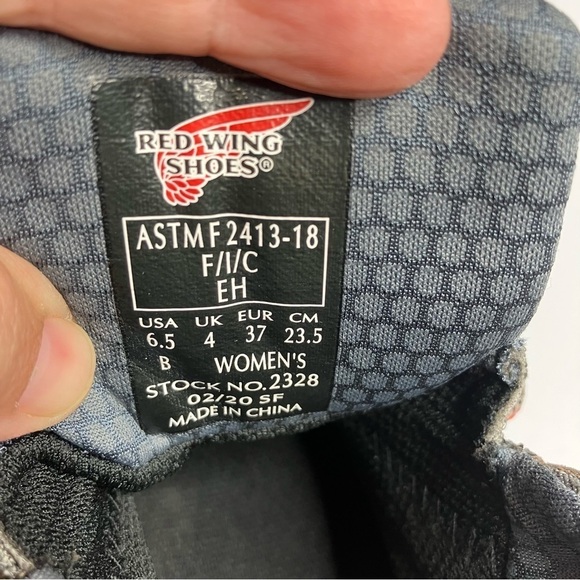 RED WING
SHOES®
ASTM F 2413-18
F/I/C
EH
USA UK EUR CM
6.5 4 37 23.5
B WOMEN'S
STOCK NO.2328
02/20 SF
MADE IN CHINA